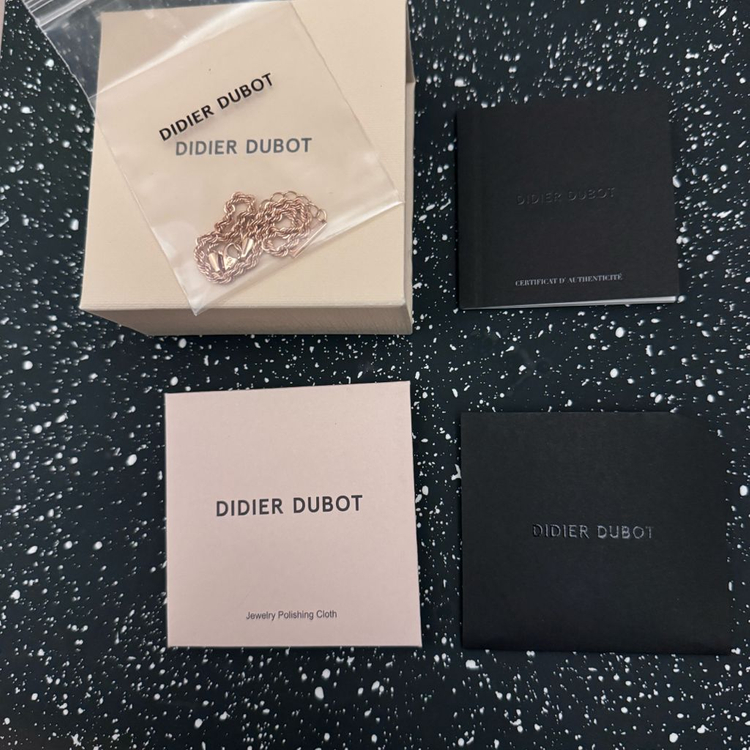 DIDIER DUBOT
DIDIER DUBOT
DIDIER DUBOT
CERTIFICAT D'AUTHENTICITÉ
DIDIER DUBOT
Jewelry Polishing Cloth
DIDIER DUBOT